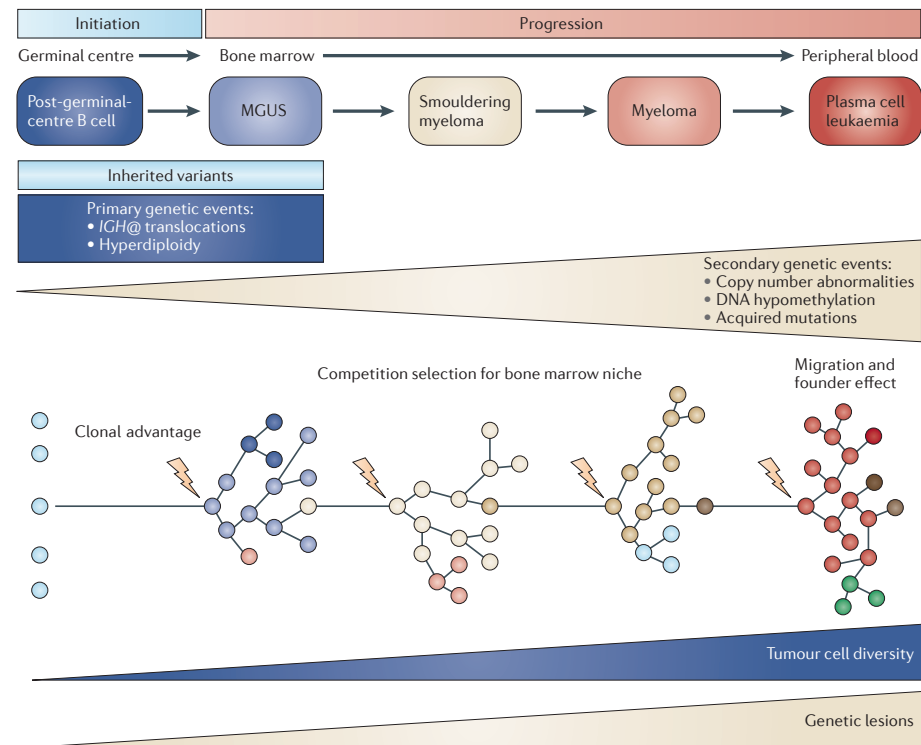 Initiation
Progression
Germinal centre
Bone marrow
Peripheral blood
Post-germinal-
centre B cell
MGUS
Smouldering
myeloma
Myeloma
Plasma cell
leukaemia
Inherited variants
Primary genetic events:
• IGH@ translocations
• Hyperdiploidy
Secondary genetic events:
• Copy number abnormalities
• DNA hypomethylation
• Acquired mutations
Competition selection for bone marrow niche
Migration and
founder effect
Clonal advantage
Tumour cell diversity
Genetic lesions